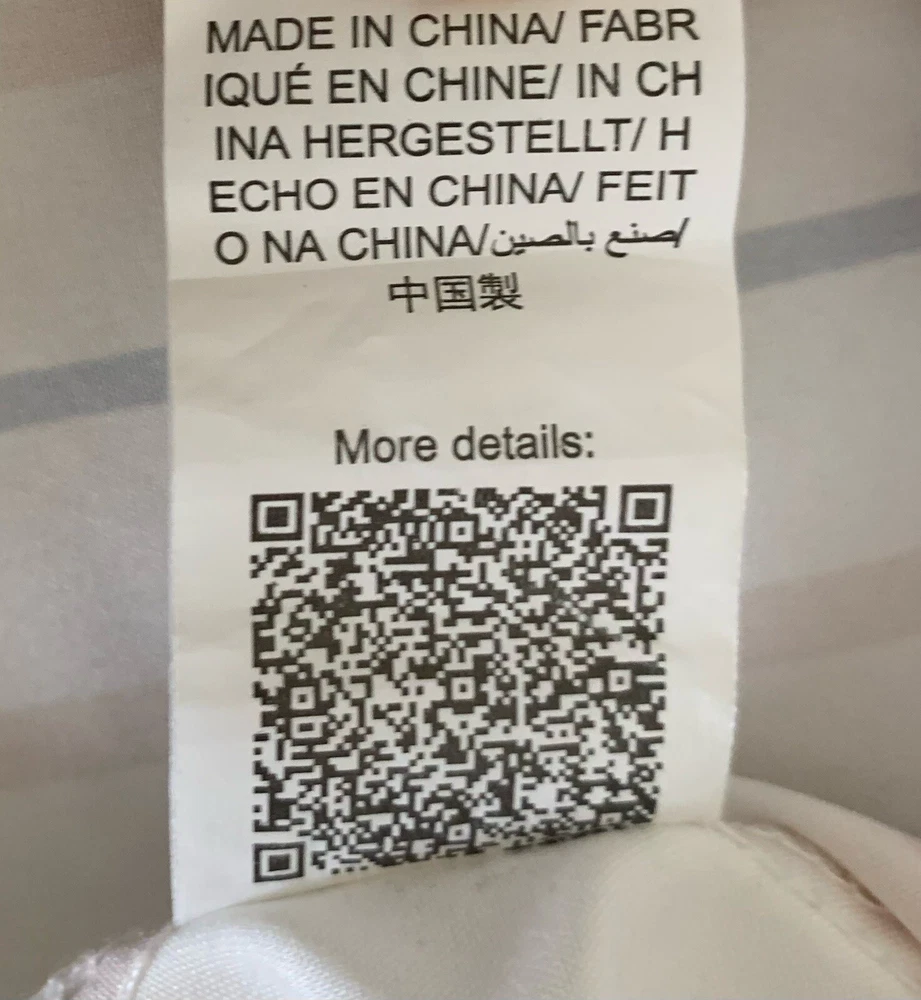 MADE IN CHINA/ FABR
IQUÉ EN CHINE/ IN CH
INA HERGESTELLT/ H
ECHO EN CHINA/ FEIT
O NA CHINA/صنع بالصين/
中国製
More details: